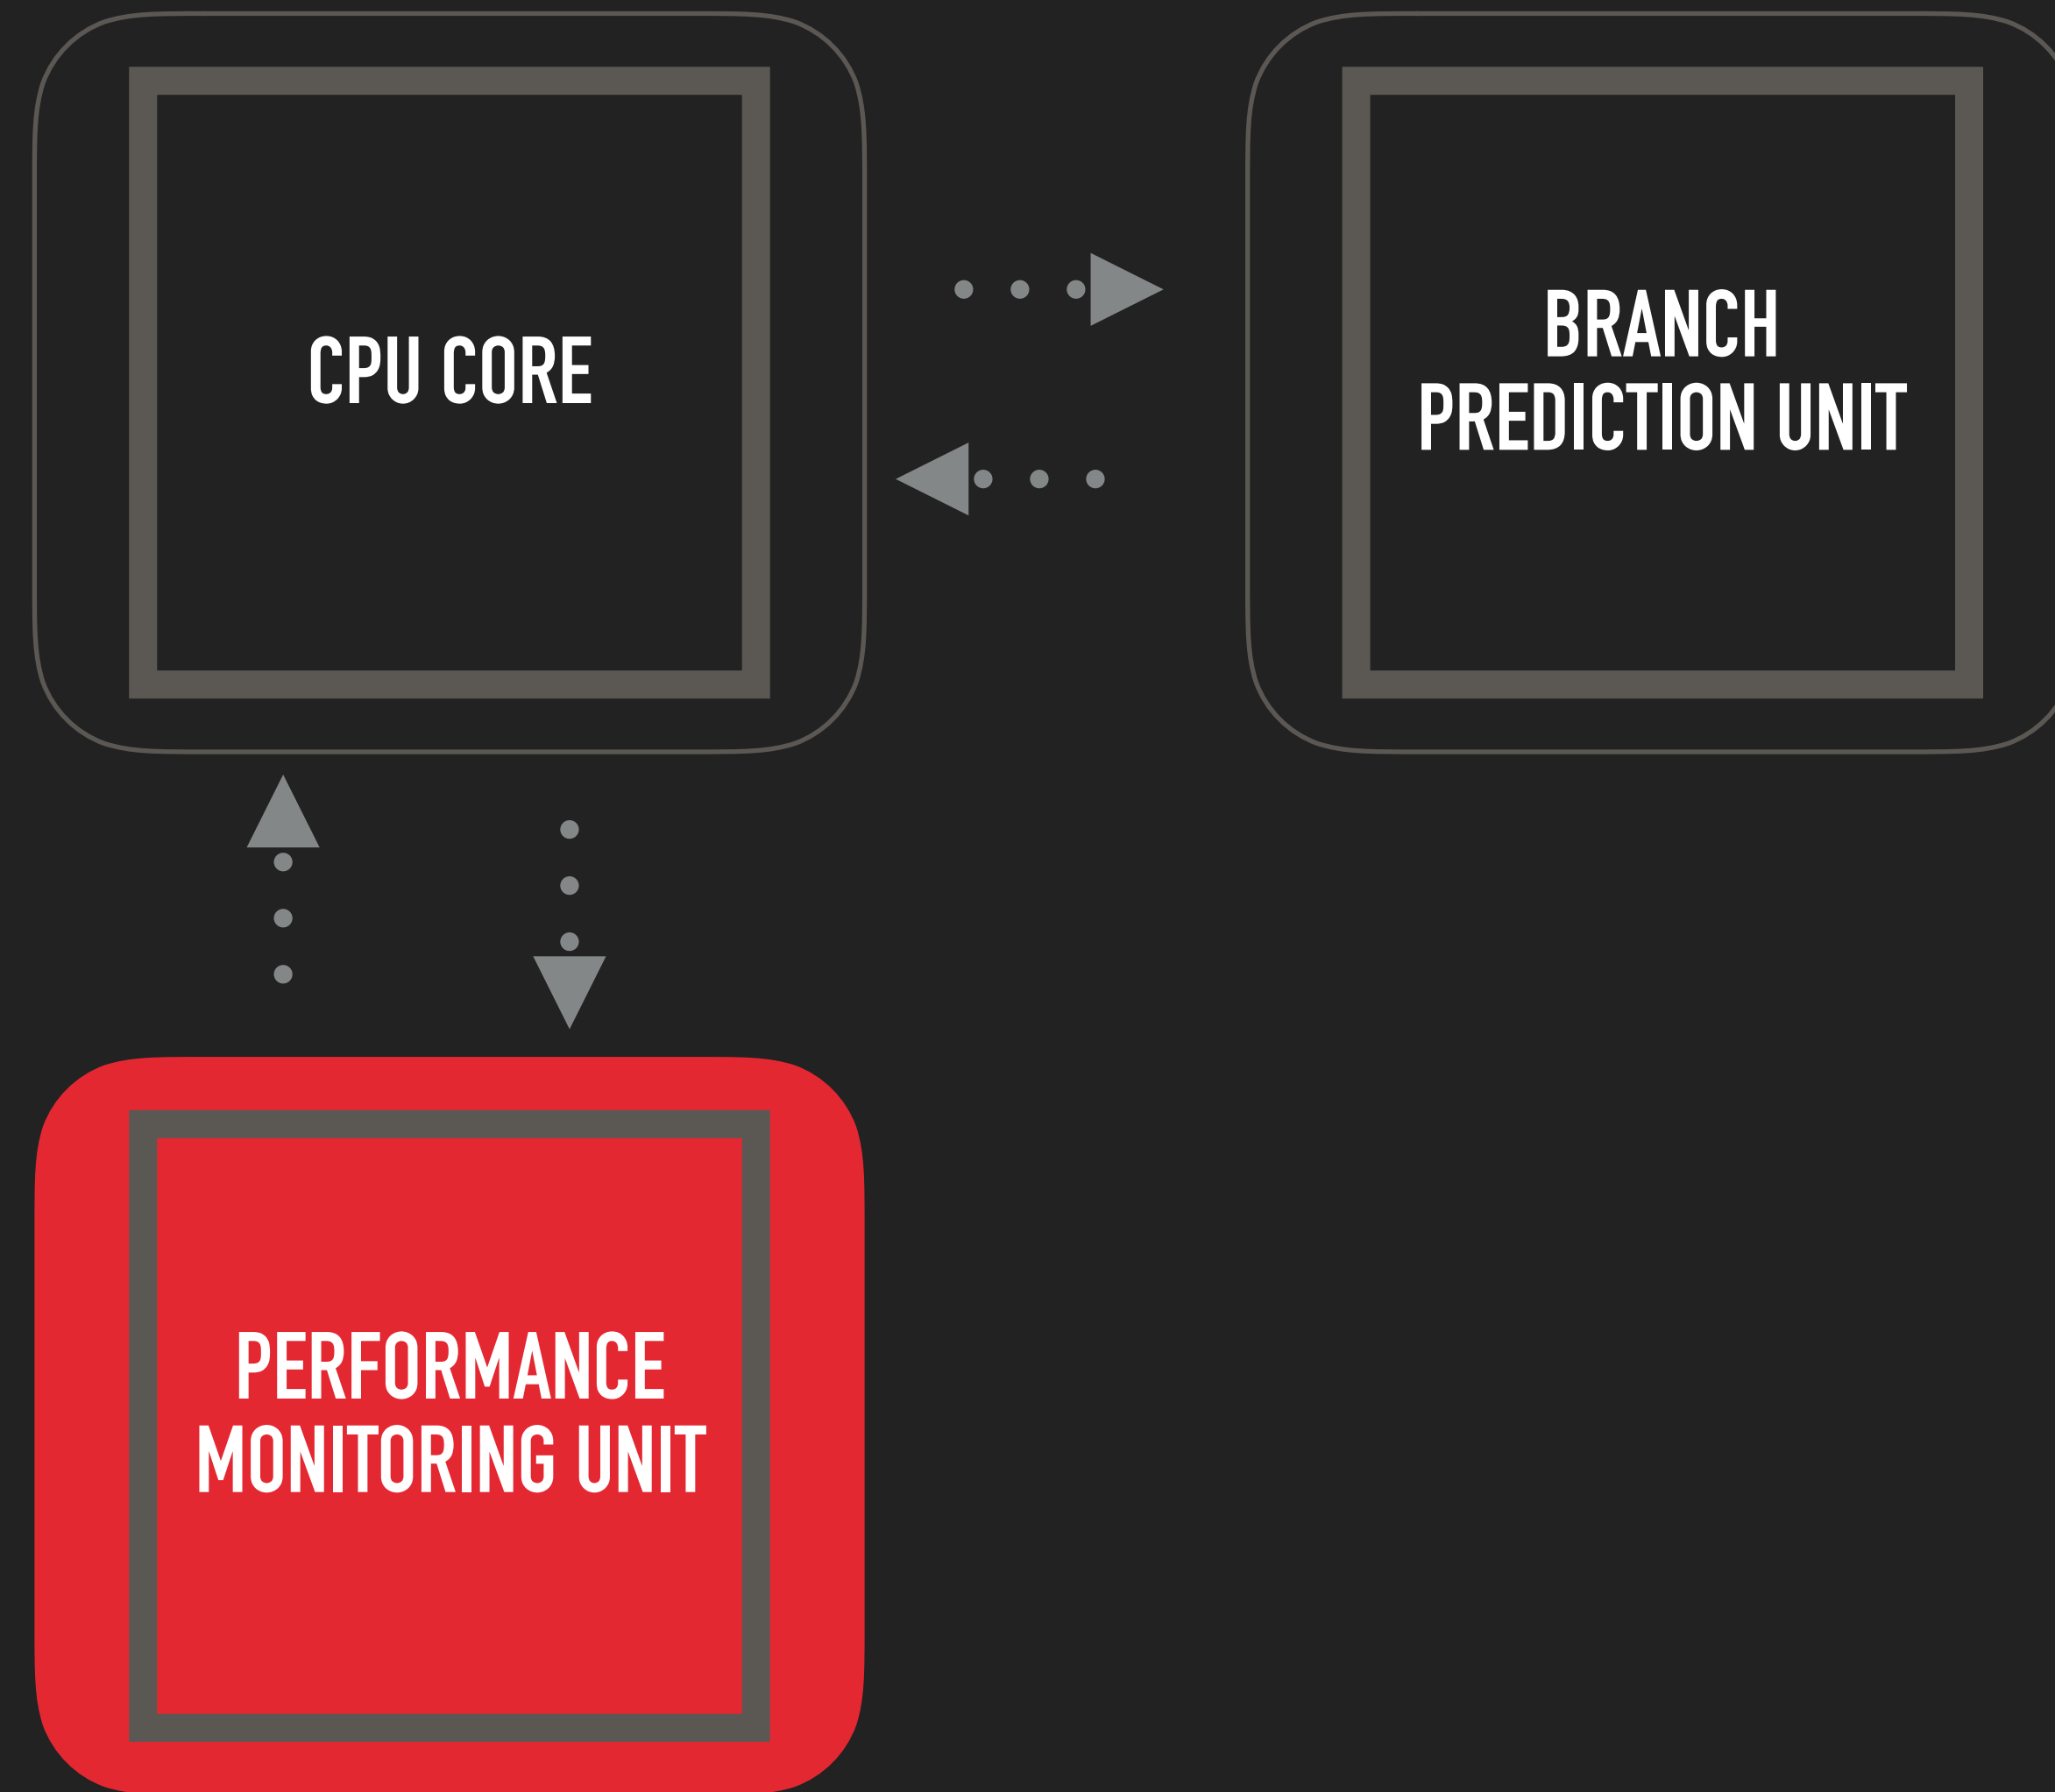 CPU CORE
BRANCH
PREDICTION UNIT
PERFORMANCE
MONITORING UNIT